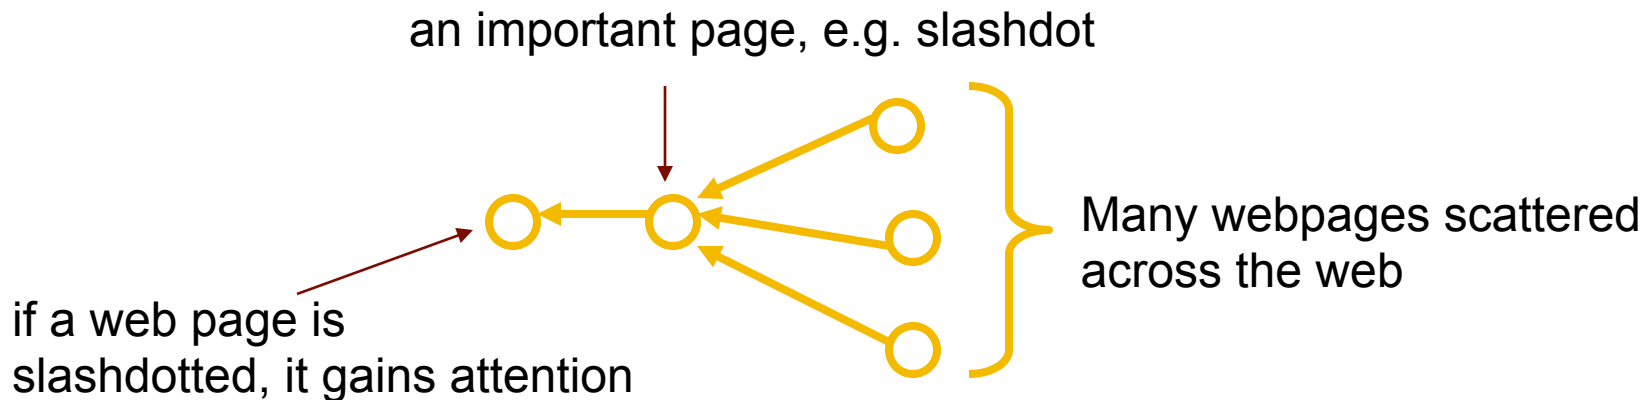 an important page, e.g. slashdot
Many webpages scattered
across the web
if a web page is
slashdotted, it gains attention